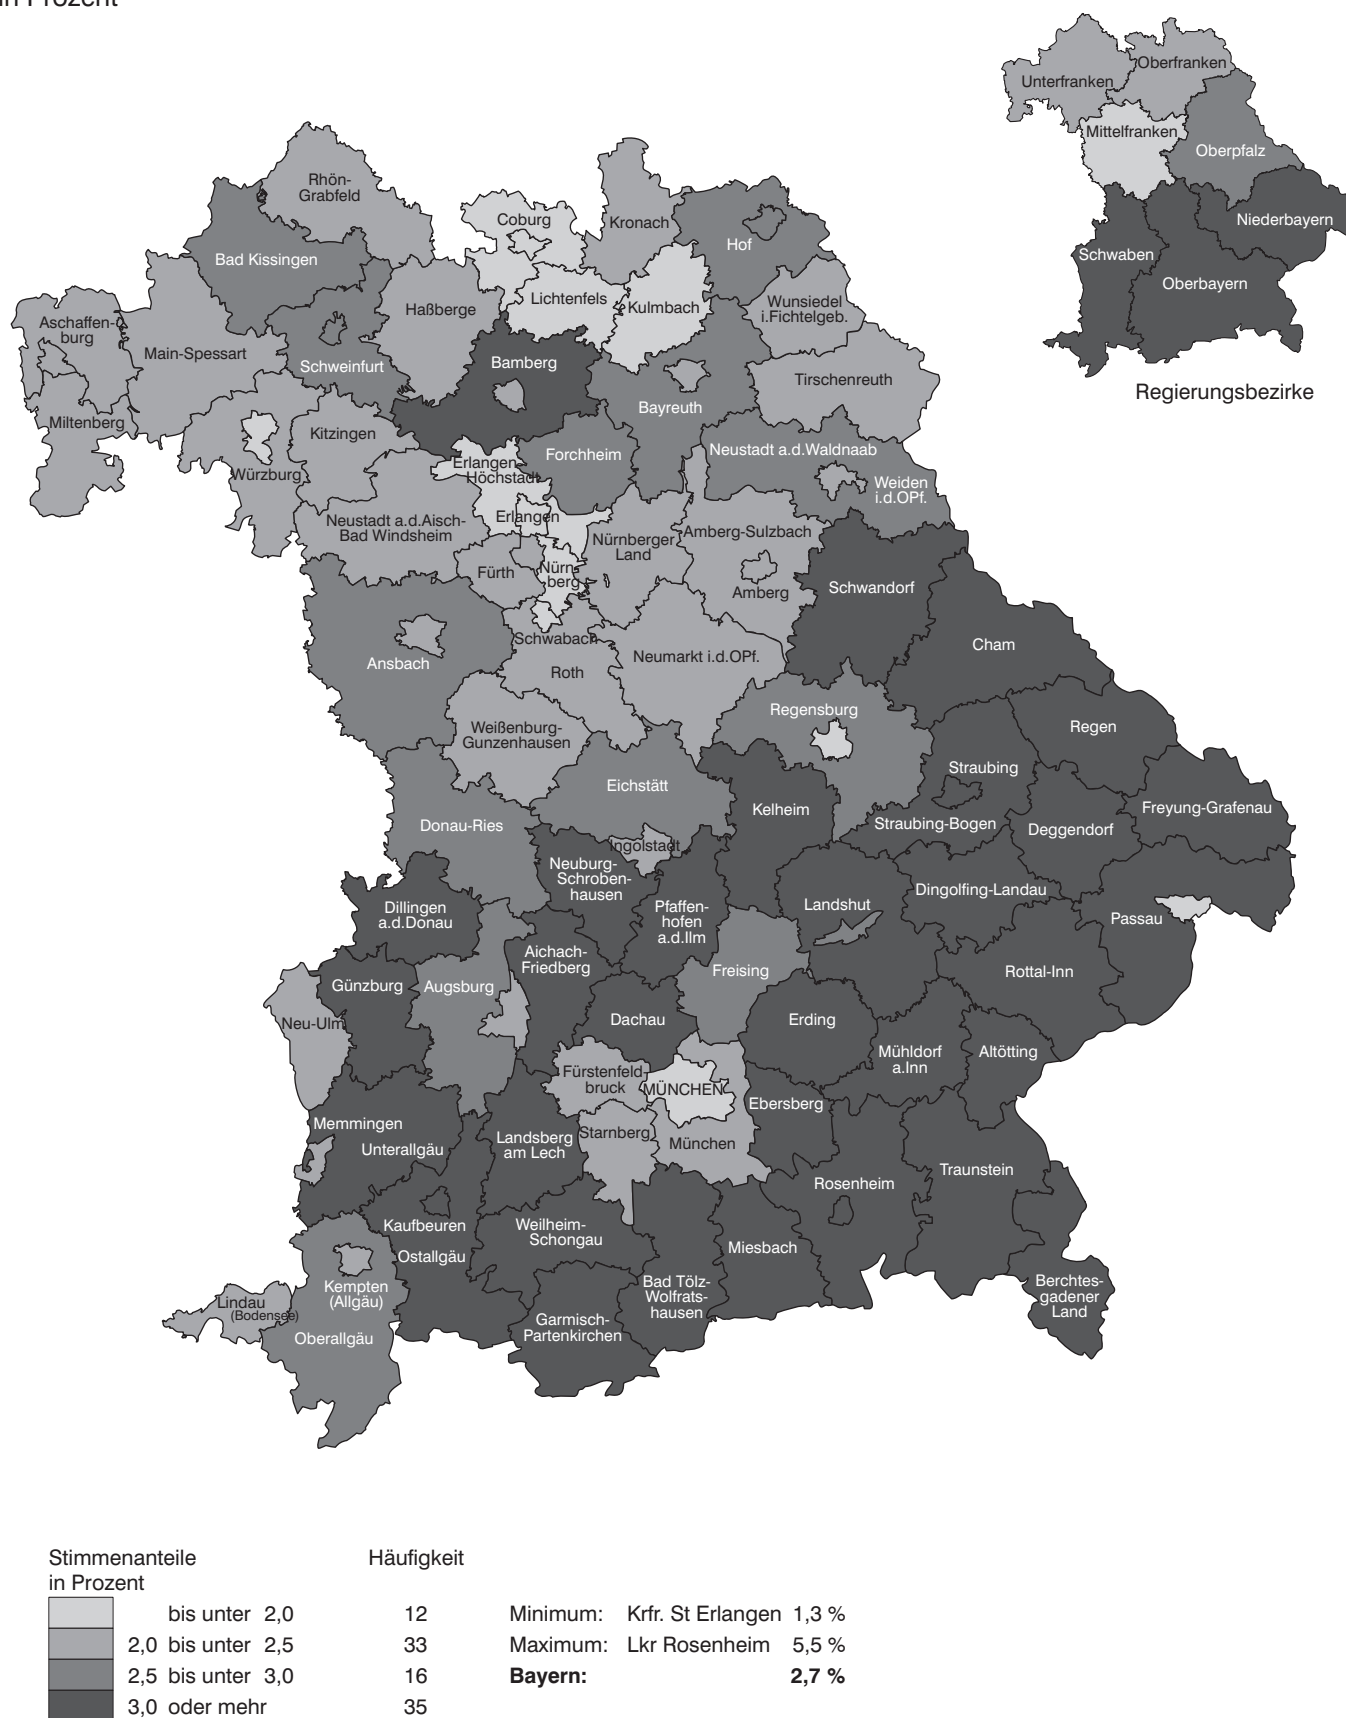 in Prozent
Unterfranken
Oberfranken
Mittelfranken
Oberpfalz
Niederbayern
Schwaben
Oberbayern
Regierungsbezirke
Rhön-
Grabfeld
Coburg
Kronach
Hof
Bad Kissingen
Lichtenfels
Kulmbach
Haßberge
Wunsiedel
i.Fichtelgeb.
Aschaffen-
burg
Main-Spessart
Schweinfurt
Bamberg
Tirschenreuth
Bayreuth
Miltenberg
Kitzingen
Würzburg
Erlangen-
Höchstadt
Forchheim
Neustadt a.d.Waldnaab
Weiden
i.d.OPf.
Neustadt a.d.Aisch-
Bad Windsheim
Erlangen
Nürnberger
Land
Amberg-Sulzbach
Fürth
Nürn-
berg
Amberg
Schwandorf
Ansbach
Schwabach
Roth
Neumarkt i.d.OPf.
Cham
Weißenburg-
Gunzenhausen
Regensburg
Regen
Straubing
Eichstätt
Kelheim
Freyung-Grafenau
Donau-Ries
Straubing-Bogen
Deggendorf
Ingolstadt
Neuburg-
Schroben-
hausen
Dingolfing-Landau
Dillingen
a.d.Donau
Pfaffen-
hofen
a.d.Ilm
Landshut
Passau
Aichach-
Friedberg
Günzburg
Augsburg
Freising
Rottal-Inn
Neu-Ulm
Dachau
Erding
Mühldorf
a.Inn
Altötting
Fürstenfeld-
bruck
MÜNCHEN
Ebersberg
Memmingen
Unterallgäu
Landsberg
am Lech
Starnberg
München
Traunstein
Rosenheim
Kaufbeuren
Weilheim-
Schongau
Ostallgäu
Miesbach
Kempten
(Allgäu)
Bad Tölz-
Wolfrats-
hausen
Berchtes-
gadener
Land
Lindau
(Bodensee)
Oberallgäu
Garmisch-
Partenkirchen
Stimmenanteile Häufigkeit
in Prozent
bis unter 2,0 12 Minimum: Krfr. St Erlangen 1,3 %
2,0 bis unter 2,5 33 Maximum: Lkr Rosenheim 5,5 %
2,5 bis unter 3,0 16 Bayern: 2,7 %
3,0 oder mehr 35